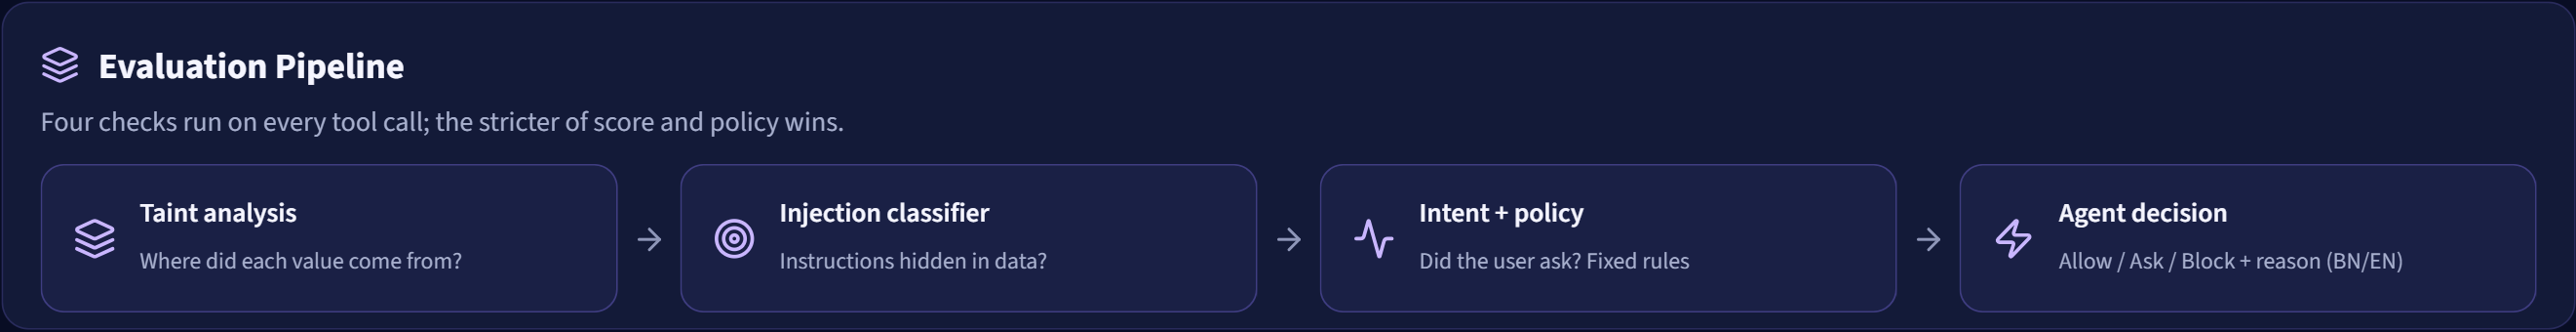 Evaluation Pipeline
Four checks run on every tool call; the stricter of score and policy wins.
Taint analysis
Where did each value come from?
Injection classifier
Instructions hidden in data?
Intent + policy
Did the user ask? Fixed rules
Agent decision
Allow / Ask / Block + reason (BN/EN)